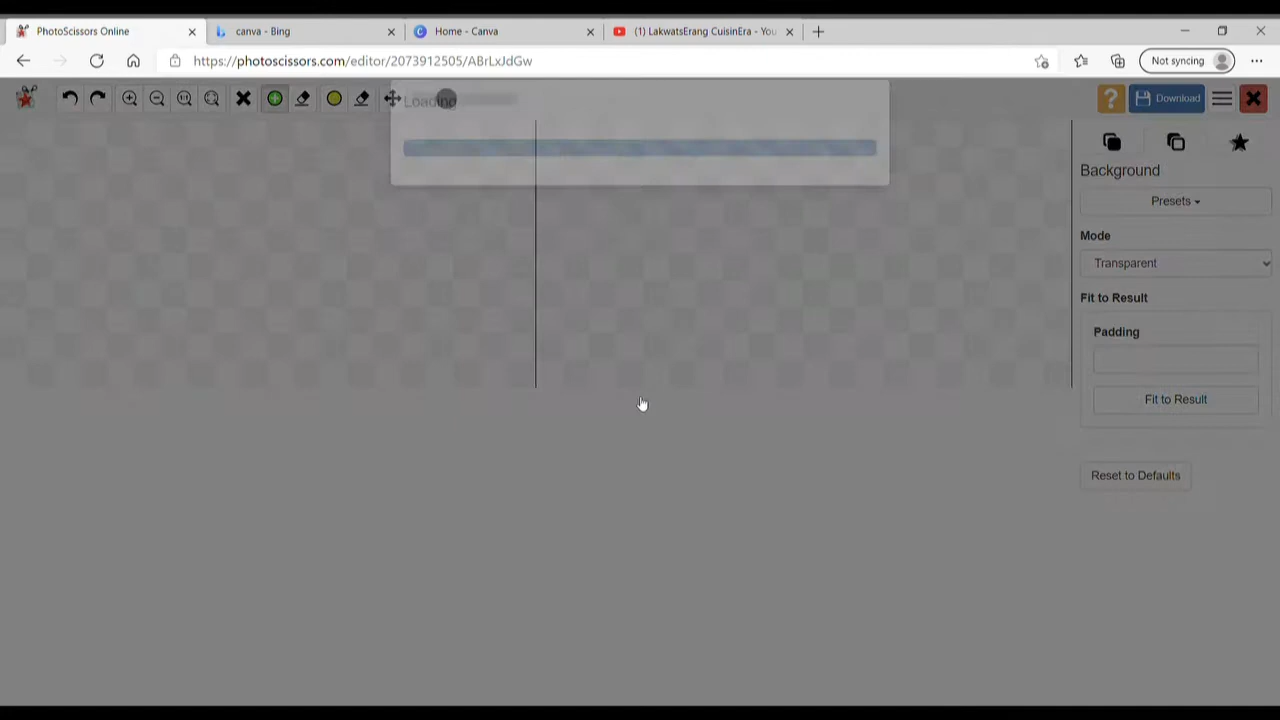 PhotoScissors Online
canva - Bing
Home - Canva
(1) LakwatsErang CuisinEra - You
https://photoscissors.com/editor/2073912505/ABrLxJdGw
Not syncing
Loading
Download
Background
Presets
Mode
Transparent
Fit to Result
Padding
Fit to Result
Reset to Defaults